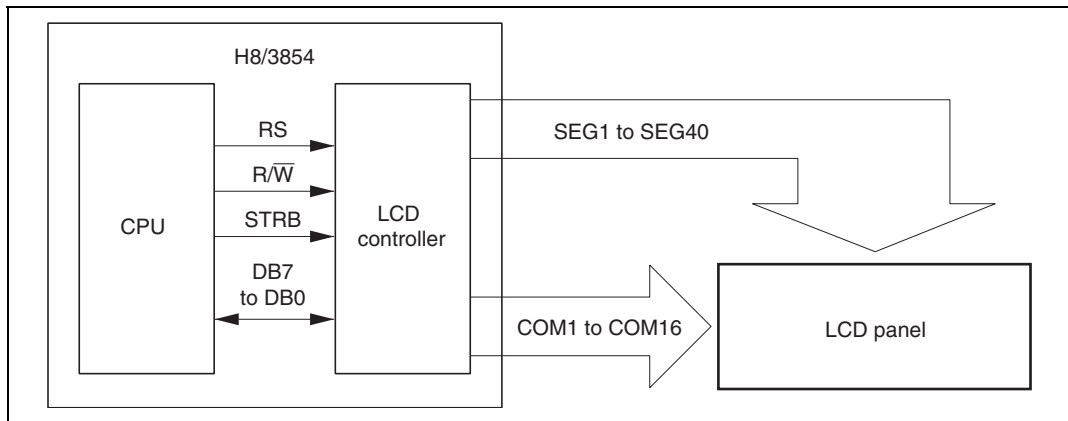 H8/3854
CPU
RS
R/W̅
STRB
DB7
to DB0
LCD
controller
SEG1 to SEG40
COM1 to COM16
LCD panel